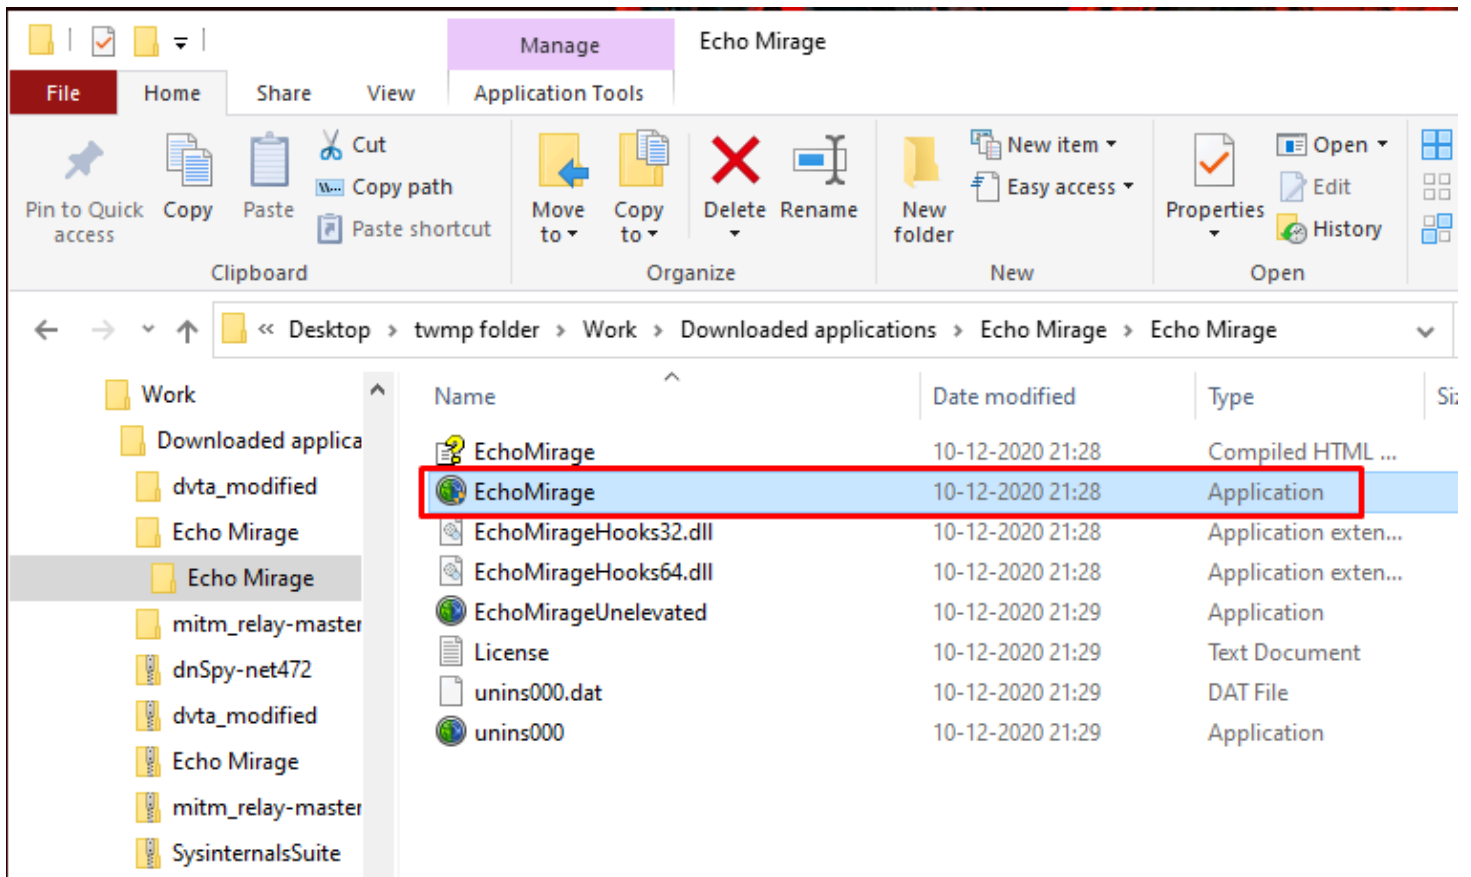 Manage
Echo Mirage
File Home Share View Application Tools
Pin to Quick access
Copy
Paste
Cut
Copy path
Paste shortcut
Move to
Copy to
Delete
Rename
New folder
New item
Easy access
Properties
Open
Edit
History
Clipboard Organize New Open
« Desktop > twmp folder > Work > Downloaded applications > Echo Mirage > Echo Mirage
Work
Downloaded applica
dvta_modified
Echo Mirage
Echo Mirage
mitm_relay-master
dnSpy-net472
dvta_modified
Echo Mirage
mitm_relay-master
SysinternalsSuite
Name Date modified Type Siz
EchoMirage 10-12-2020 21:28 Compiled HTML ...
EchoMirage 10-12-2020 21:28 Application
EchoMirageHooks32.dll 10-12-2020 21:28 Application exten...
EchoMirageHooks64.dll 10-12-2020 21:28 Application exten...
EchoMirageUnelevated 10-12-2020 21:29 Application
License 10-12-2020 21:29 Text Document
unins000.dat 10-12-2020 21:29 DAT File
unins000 10-12-2020 21:29 Application